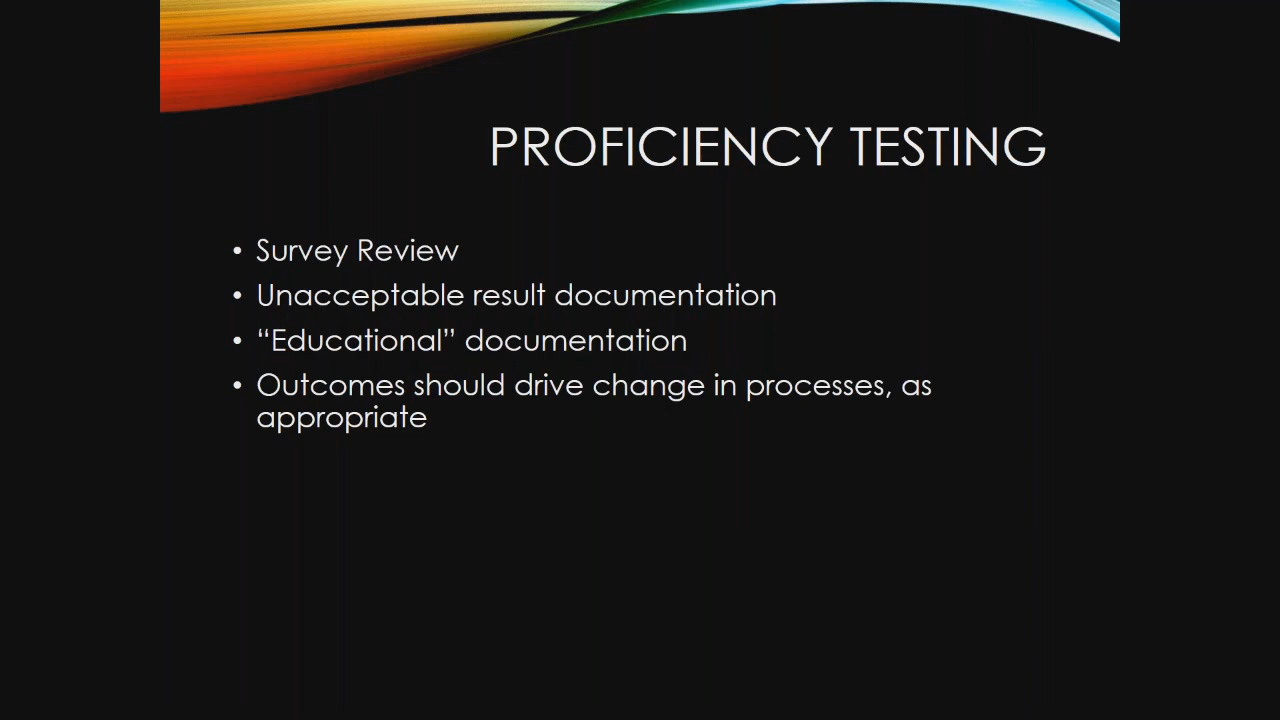 PROFICIENCY TESTING
• Survey Review
• Unacceptable result documentation
• “Educational” documentation
• Outcomes should drive change in processes, as
appropriate